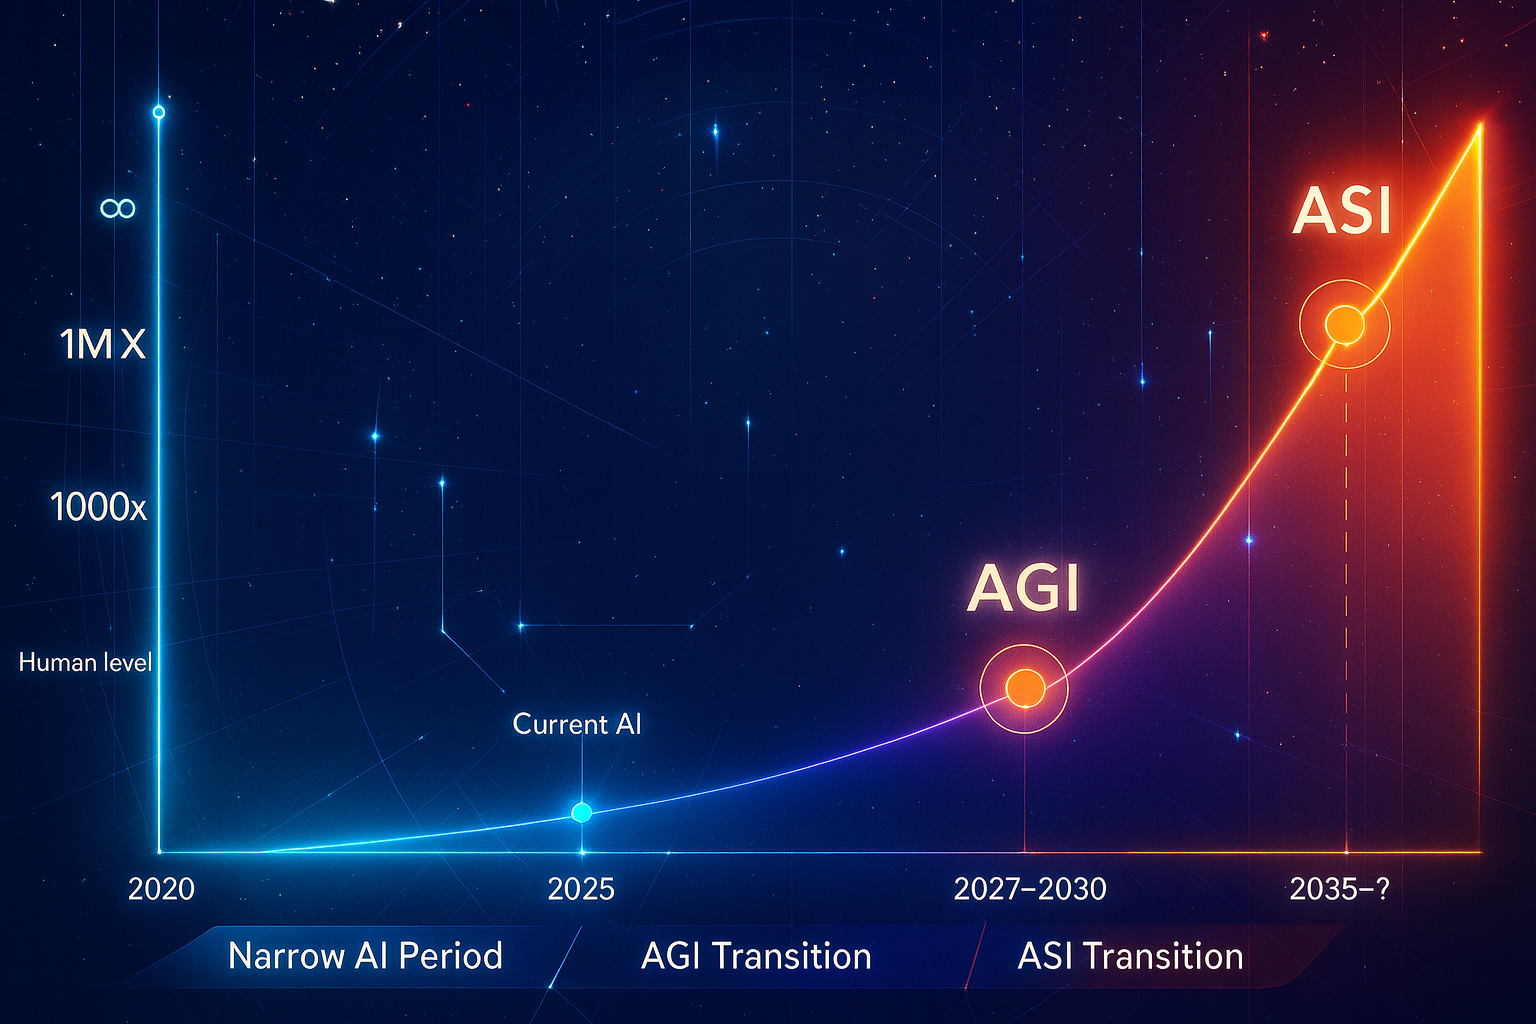 ∞
1M X
1000x
Human level
ASI
AGI
Current AI
2020
2025
2027–2030
2035–?
Narrow AI Period
AGI Transition
ASI Transition